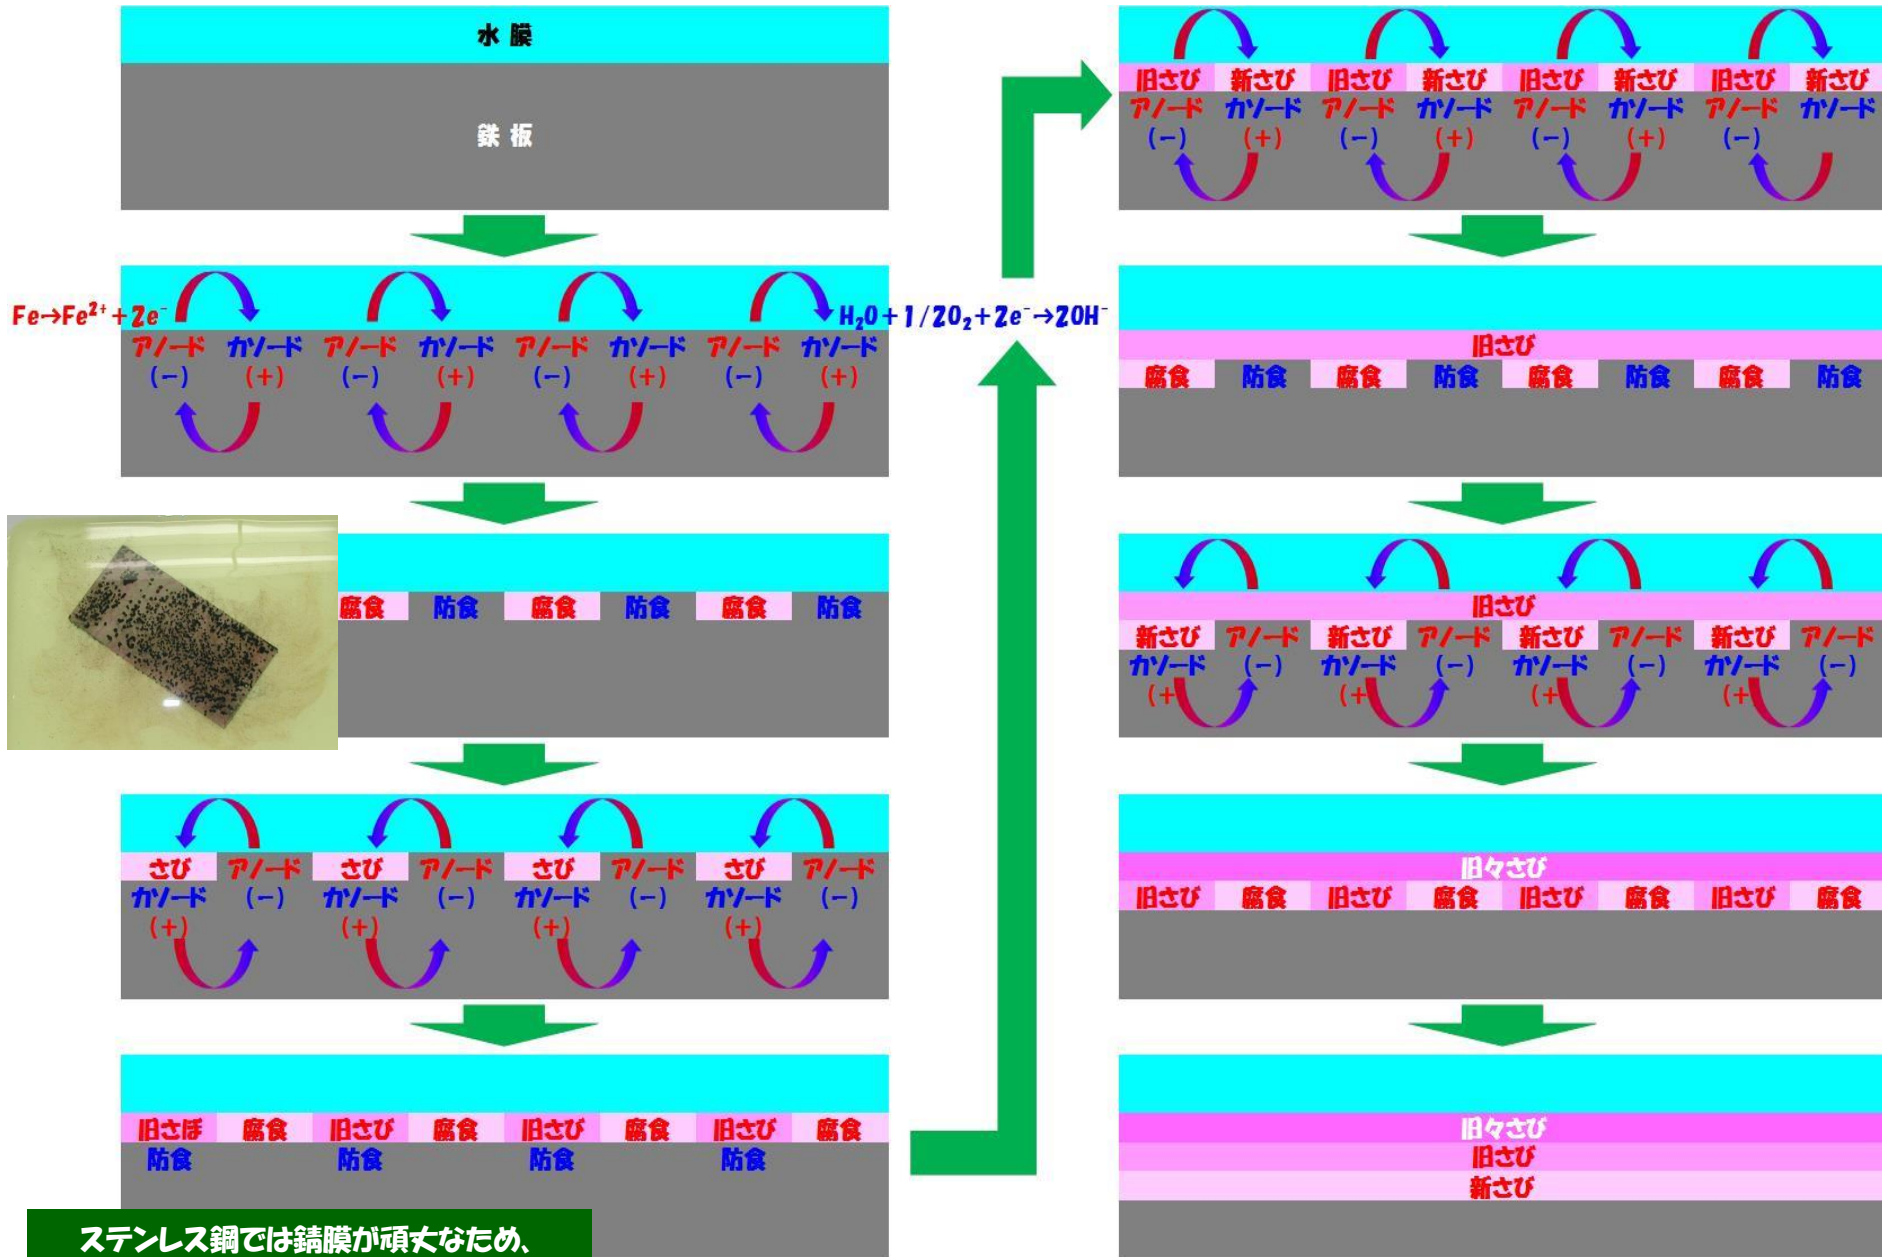 水 膜
鉄 板
Fe→Fe²⁺+2e⁻
H₂O+1/2O₂+2e⁻→2OH⁻
アノード カソード アノード カソード アノード カソード アノード カソード
(−) (+) (−) (+) (−) (+) (−) (+)
腐食 防食 腐食 防食 腐食 防食
さび アノード さび アノード さび アノード さび アノード
カソード (−) カソード (−) カソード (−) カソード (−)
(+) (+) (+) (+)
旧さぼ 腐食 旧さび 腐食 旧さび 腐食 旧さび 腐食
防食 防食 防食 防食
ステンレス鋼では錆膜が頑丈なため、
旧さび 新さび 旧さび 新さび 旧さび 新さび 旧さび 新さび
アノード カソード アノード カソード アノード カソード アノード カソード
(−) (+) (−) (+) (−) (+) (−)
旧さび
腐食 防食 腐食 防食 腐食 防食 腐食 防食
旧さび
新さび アノード 新さび アノード 新さび アノード 新さび アノード
カソード (−) カソード (−) カソード (−) カソード (−)
(+ (+ (+ (+
旧々さび
旧さび 腐食 旧さび 腐食 旧さび 腐食 旧さび 腐食
旧々さび
旧さび
新さび